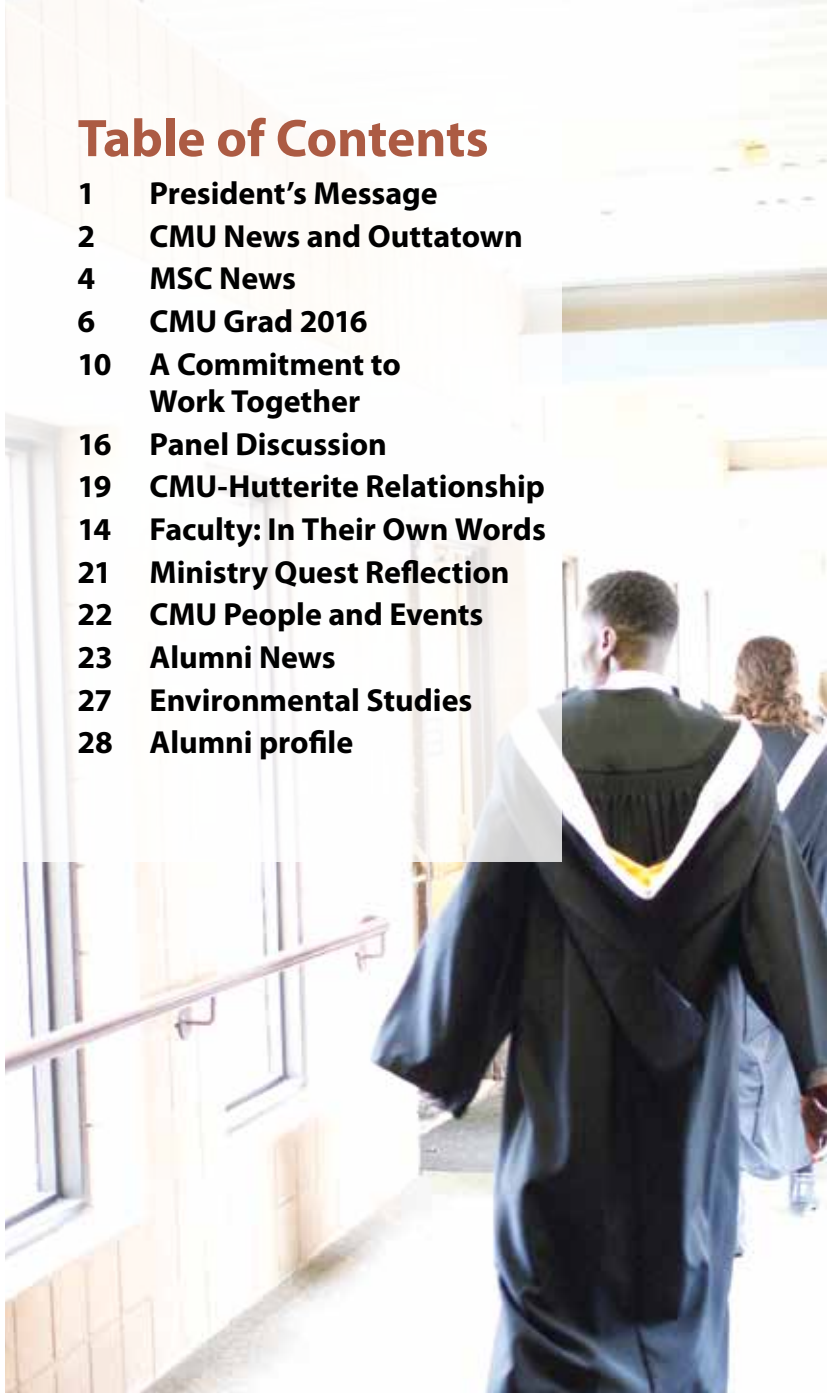 Table of Contents
1 President's Message
2 CMU News and Outtatown
4 MSC News
6 CMU Grad 2016
10 A Commitment to
Work Together
16 Panel Discussion
19 CMU-Hutterite Relationship
14 Faculty: In Their Own Words
21 Ministry Quest Reflection
22 CMU People and Events
23 Alumni News
27 Environmental Studies
28 Alumni profile